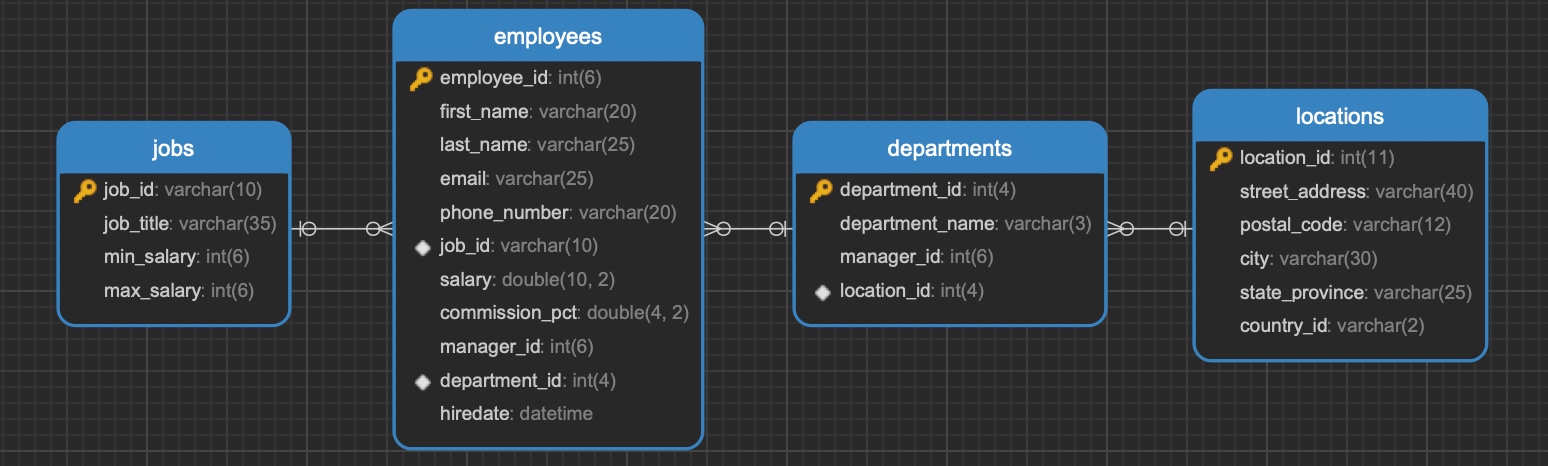 jobs
job_id: varchar(10)
job_title: varchar(35)
min_salary: int(6)
max_salary: int(6)
employees
employee_id: int(6)
first_name: varchar(20)
last_name: varchar(25)
email: varchar(25)
phone_number: varchar(20)
job_id: varchar(10)
salary: double(10, 2)
commission_pct: double(4, 2)
manager_id: int(6)
department_id: int(4)
hiredate: datetime
departments
department_id: int(4)
department_name: varchar(3)
manager_id: int(6)
location_id: int(4)
locations
location_id: int(11)
street_address: varchar(40)
postal_code: varchar(12)
city: varchar(30)
state_province: varchar(25)
country_id: varchar(2)